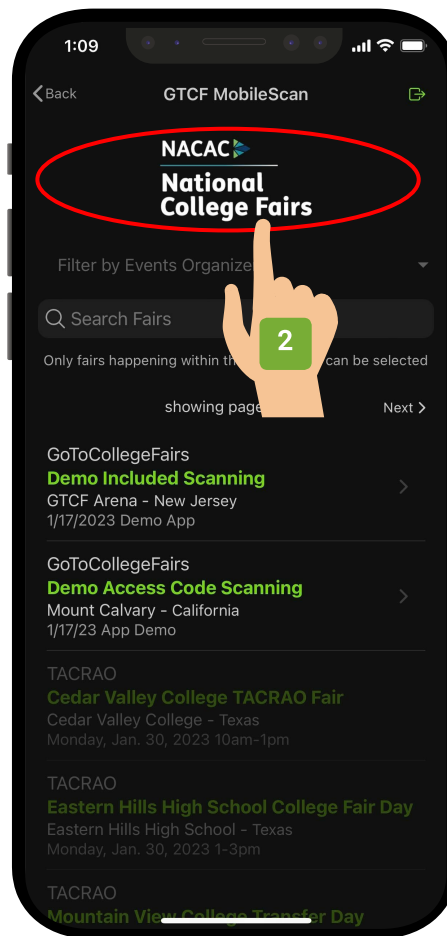 1:09
Back
GTCF MobileScan
NACAC
National
College Fairs
Filter by Events Organize
Search Fairs
2
Only fairs happening within th can be selected
showing page
Next
GoToCollegeFairs
Demo Included Scanning
GTCF Arena - New Jersey
1/17/2023 Demo App
GoToCollegeFairs
Demo Access Code Scanning
Mount Calvary - California
1/17/23 App Demo
TACRAO
Cedar Valley College TACRAO Fair
Cedar Valley College - Texas
Monday, Jan. 30, 2023 10am-1pm
TACRAO
Eastern Hills High School College Fair Day
Eastern Hills High School - Texas
Monday, Jan. 30, 2023 1-3pm
TACRAO
Mountain View College Transfer Day